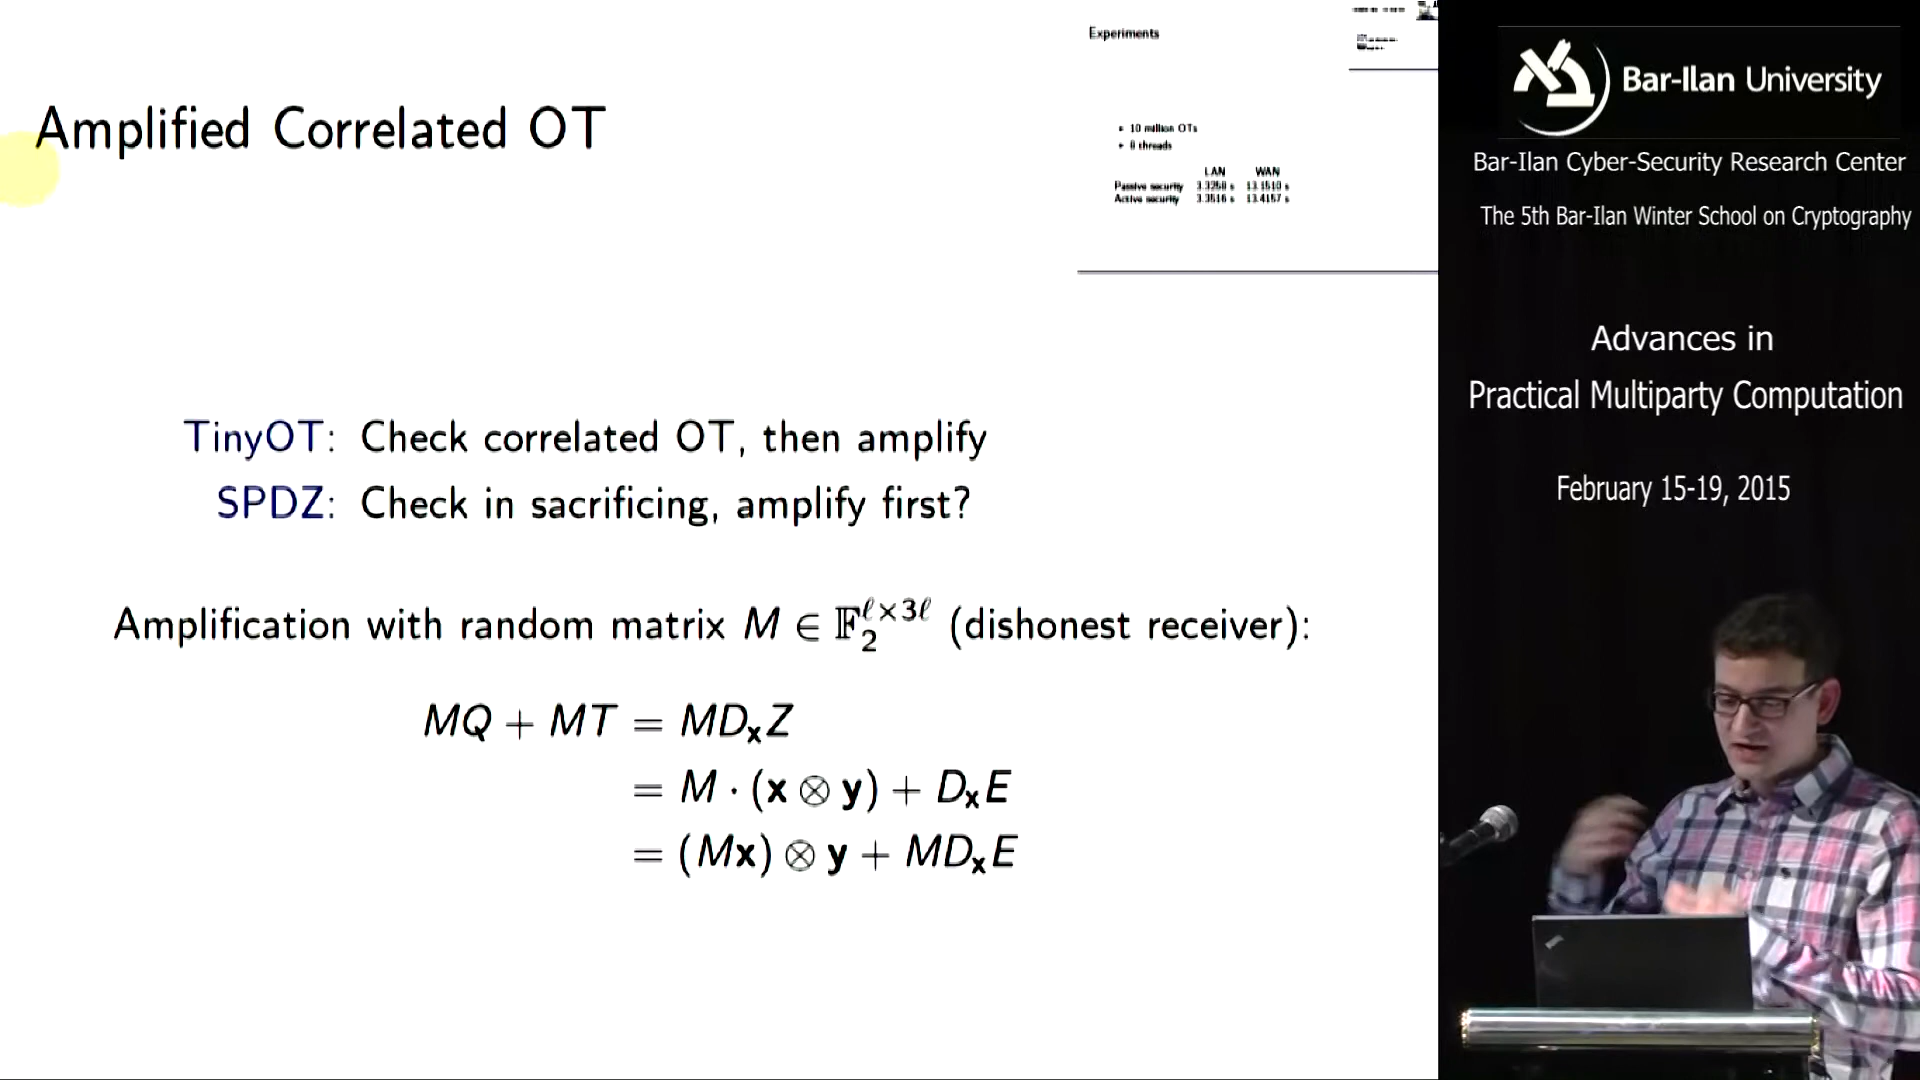 Amplified Correlated OT
Experiments
▸ 10 million OTs
▸ 8 threads
LAN WAN
Passive security s s
Active security s s
TinyOT: Check correlated OT, then amplify
SPDZ: Check in sacrificing, amplify first?
Amplification with random matrix M ∈ 𝔽₂^{ℓ×3ℓ} (dishonest receiver):
MQ + MT = MDₓZ
= M · (x ⊗ y) + DₓE
= (Mx) ⊗ y + MDₓE
Bar-Ilan University
Bar-Ilan Cyber-Security Research Center
The 5th Bar-Ilan Winter School on Cryptography
Advances in
Practical Multiparty Computation
February 15-19, 2015